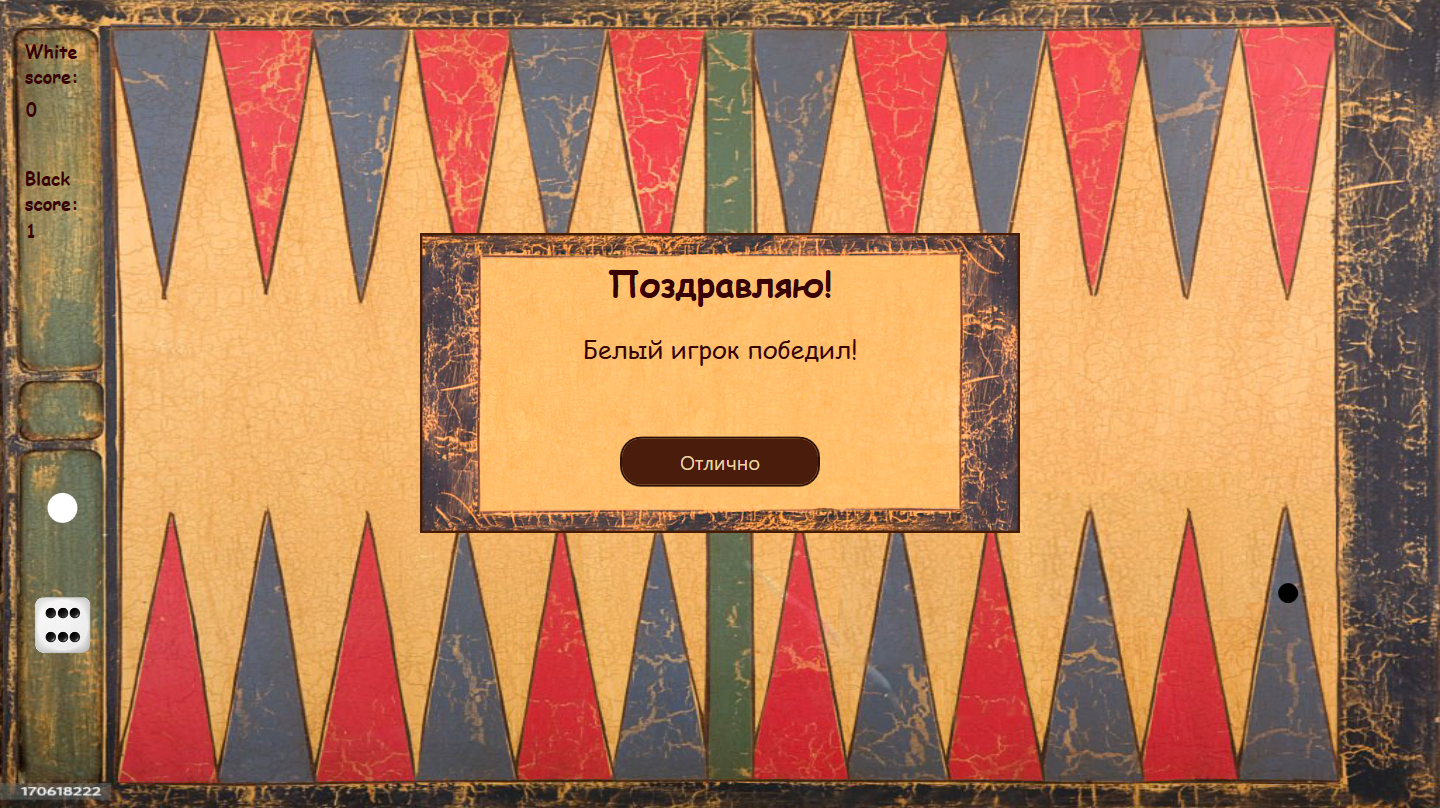 White
score:
0
Black
score:
1
Поздравляю!
Белый игрок победил!
Отлично
170618222